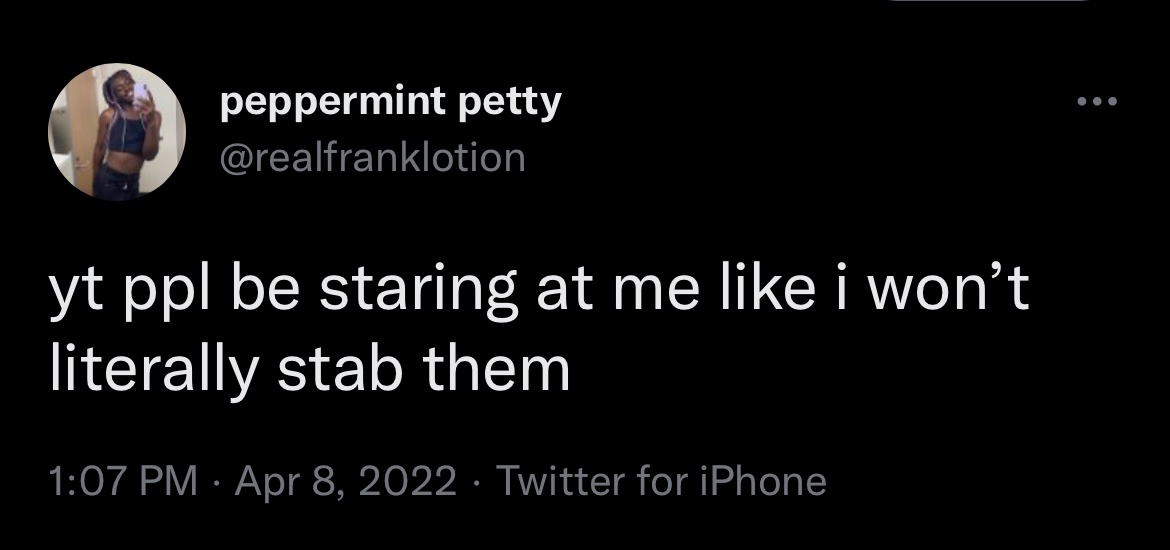 peppermint petty
@realfranklotion
yt ppl be staring at me like i won’t
literally stab them
1:07 PM · Apr 8, 2022 · Twitter for iPhone